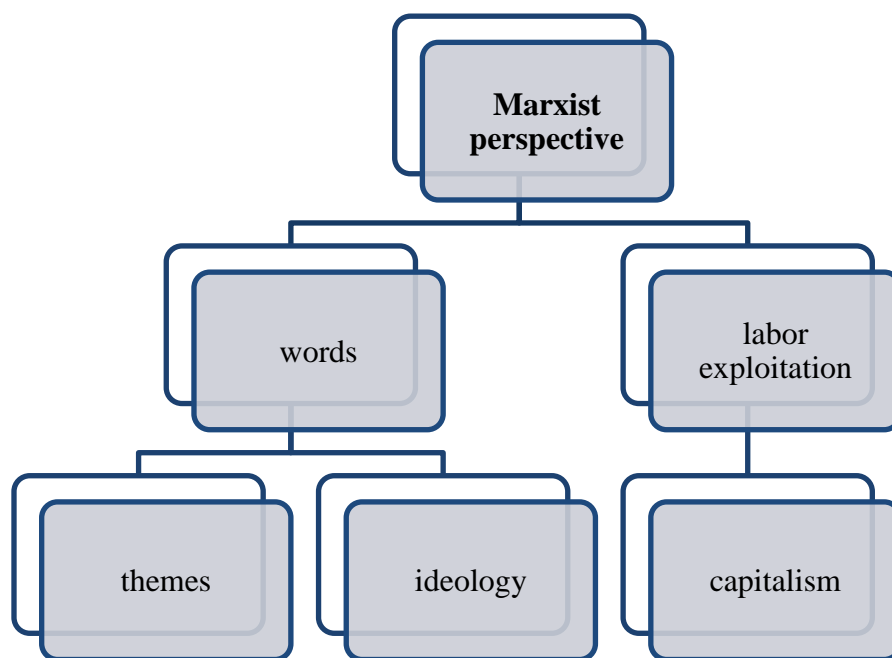 Marxist
perspective
words
labor
exploitation
themes
ideology
capitalism